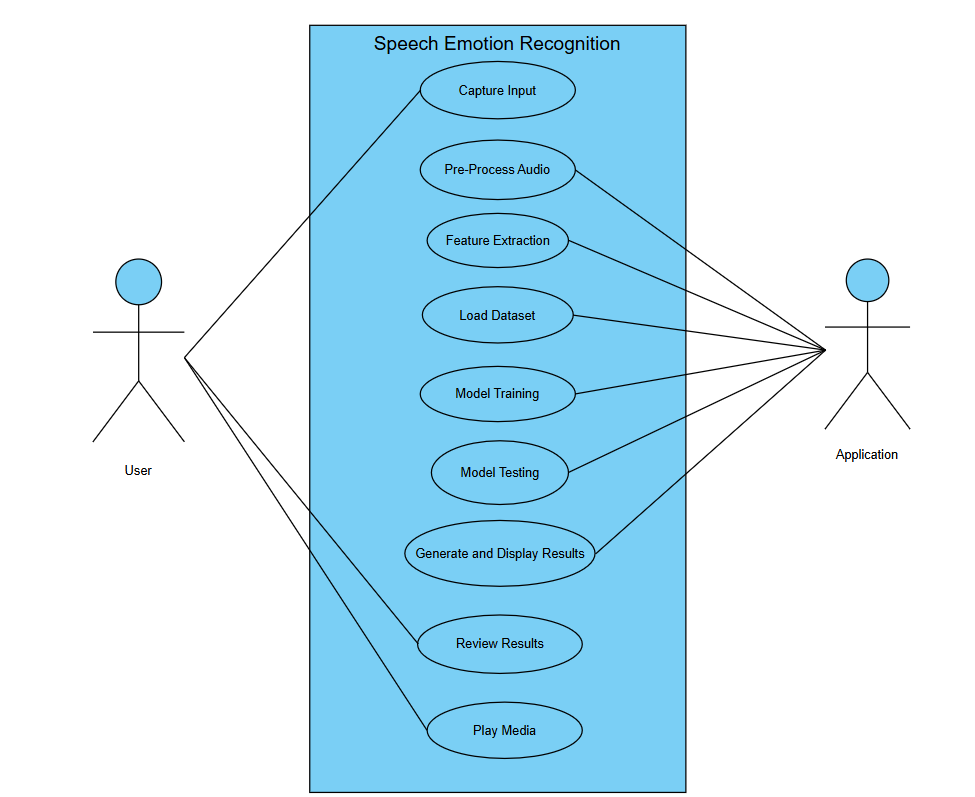 Speech Emotion Recognition
Capture Input
Pre-Process Audio
Feature Extraction
Load Dataset
Model Training
Model Testing
Generate and Display Results
Review Results
Play Media
User
Application